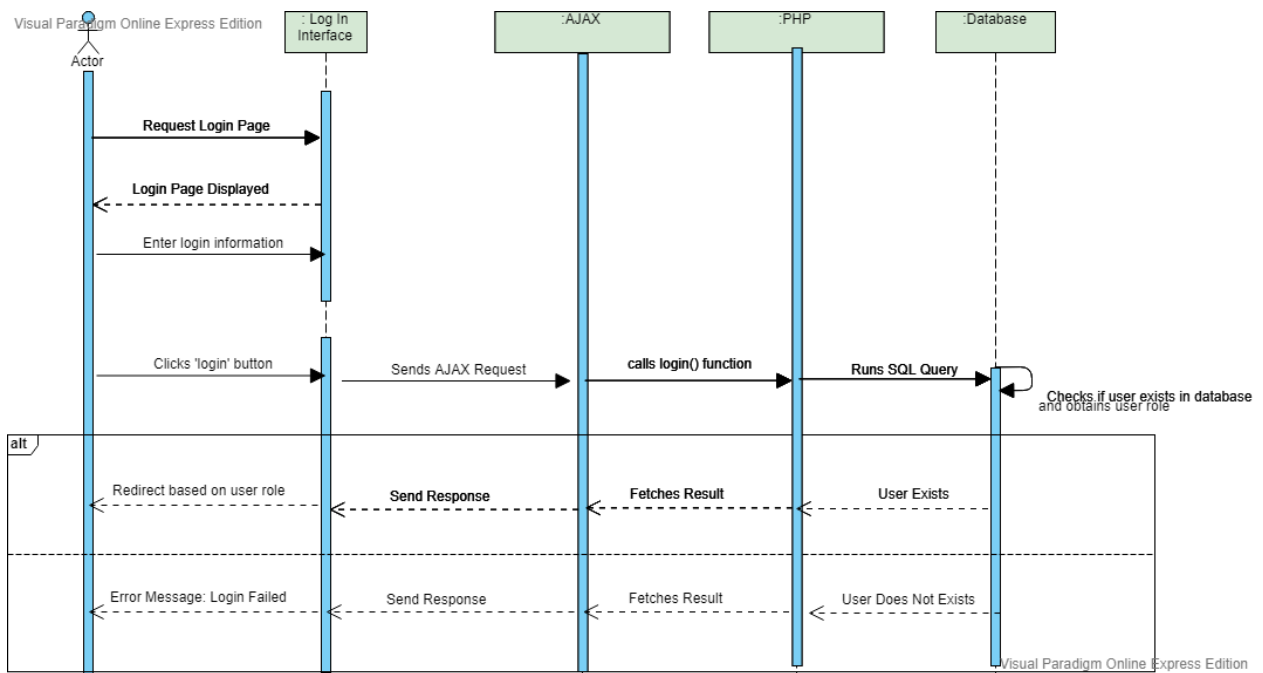 Visual Paradigm Online Express Edition
Actor
: Log In
Interface
:AJAX
:PHP
:Database
Request Login Page
Login Page Displayed
Enter login information
Clicks 'login' button
Sends AJAX Request
calls login() function
Runs SQL Query
Checks if user exists in database
and obtains user role
alt
Redirect based on user role
Send Response
Fetches Result
User Exists
Error Message: Login Failed
Send Response
Fetches Result
User Does Not Exists
Visual Paradigm Online Express Edition